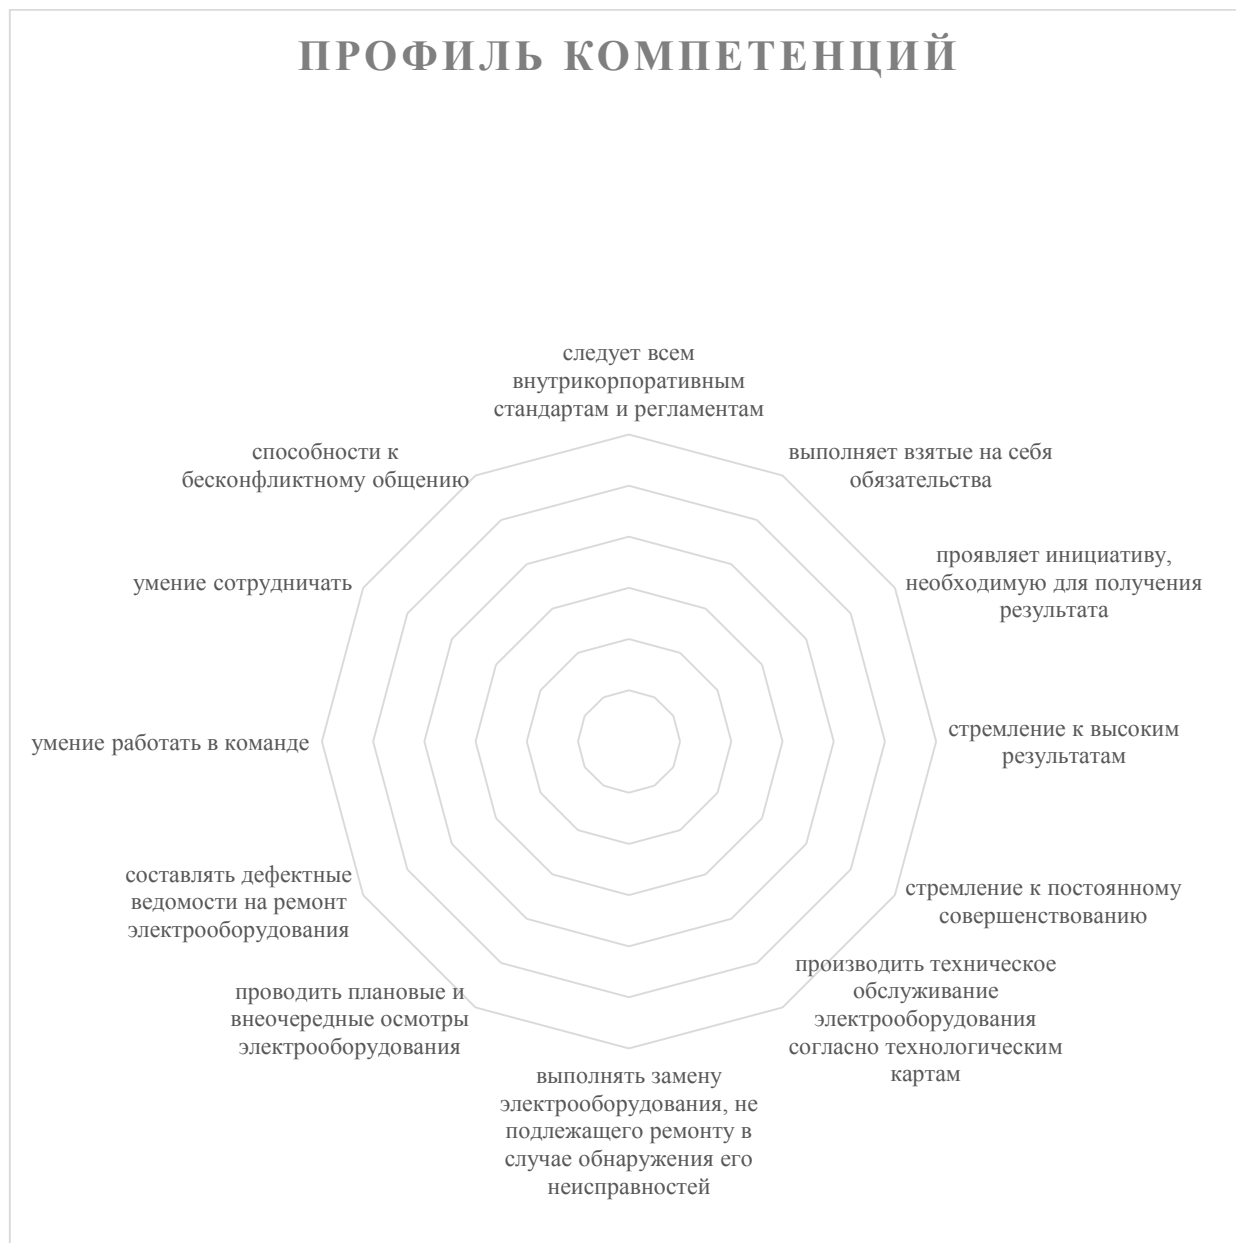 ПРОФИЛЬ КОМПЕТЕНЦИЙ
следует всем
внутрикорпоративным
стандартам и регламентам
выполняет взятые на себя
обязательства
проявляет инициативу,
необходимую для получения
результата
стремление к высоким
результатам
стремление к постоянному
совершенствованию
производить техническое
обслуживание
электрооборудования
согласно технологическим
картам
выполнять замену
электрооборудования, не
подлежащего ремонту в
случае обнаружения его
неисправностей
проводить плановые и
внеочередные осмотры
электрооборудования
составлять дефектные
ведомости на ремонт
электрооборудования
умение работать в команде
умение сотрудничать
способности к
бесконфликтному общению